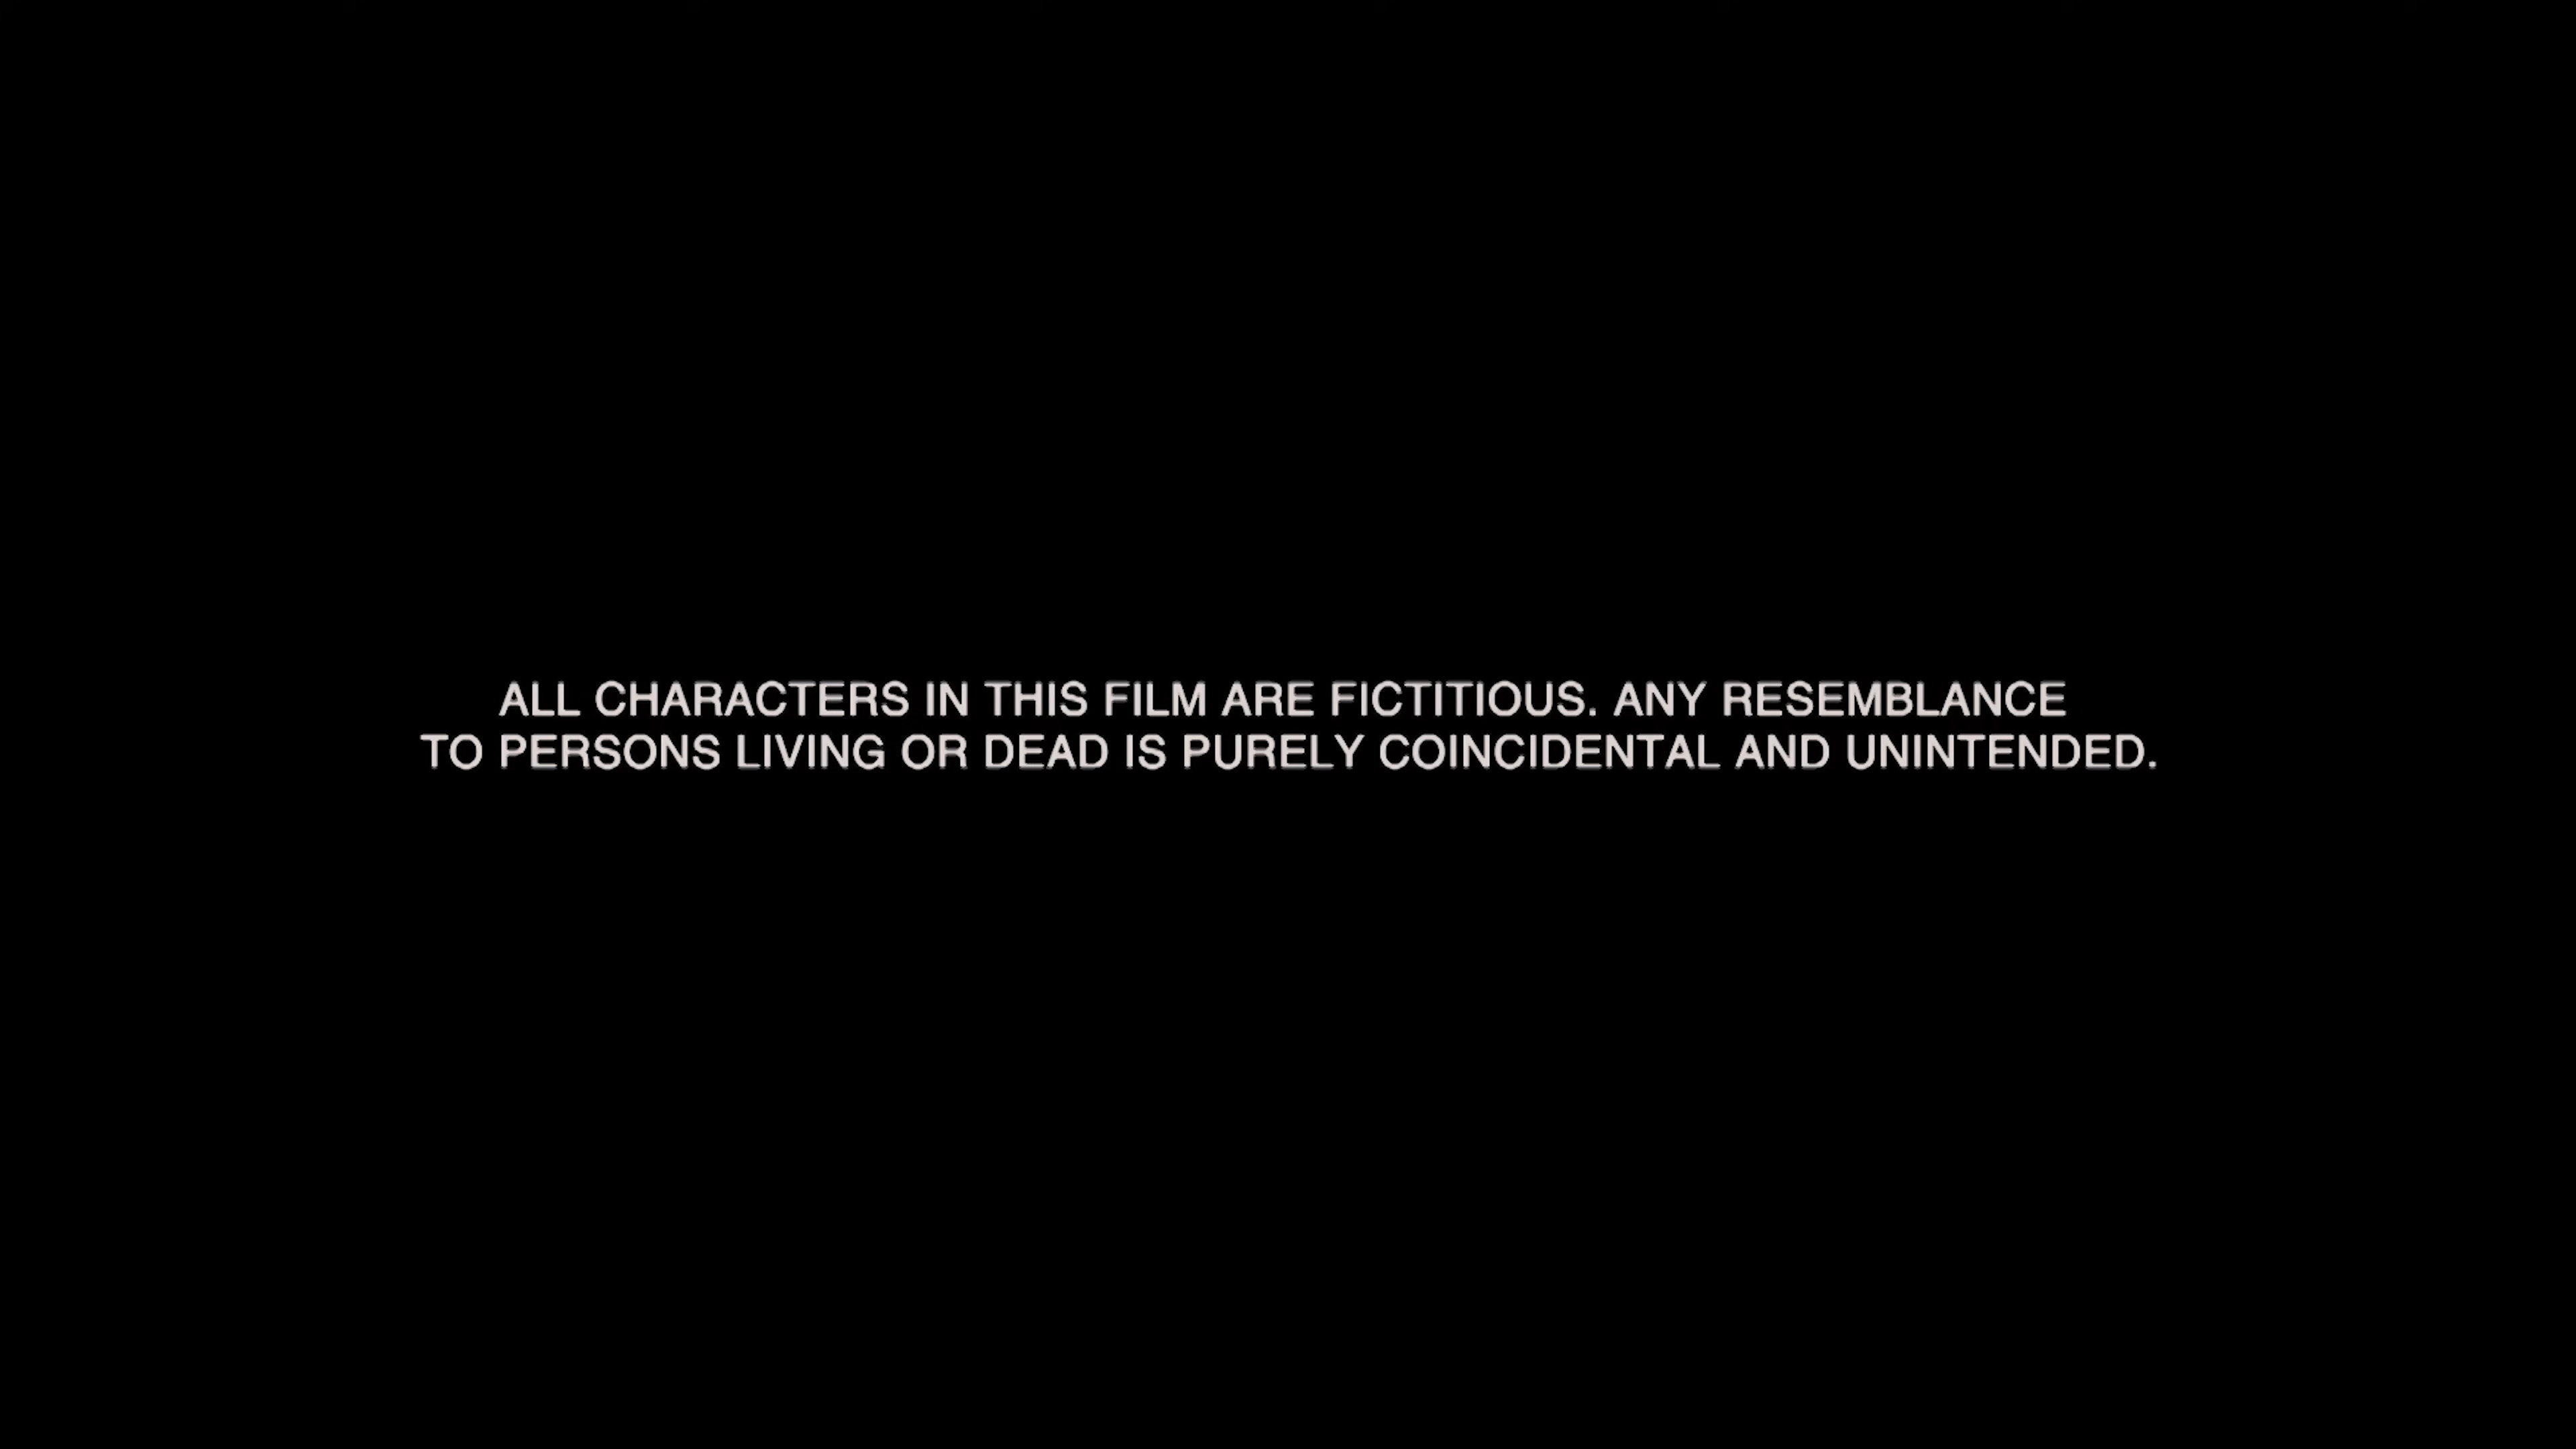 ALL CHARACTERS IN THIS FILM ARE FICTITIOUS. ANY RESEMBLANCE
TO PERSONS LIVING OR DEAD IS PURELY COINCIDENTAL AND UNINTENDED.